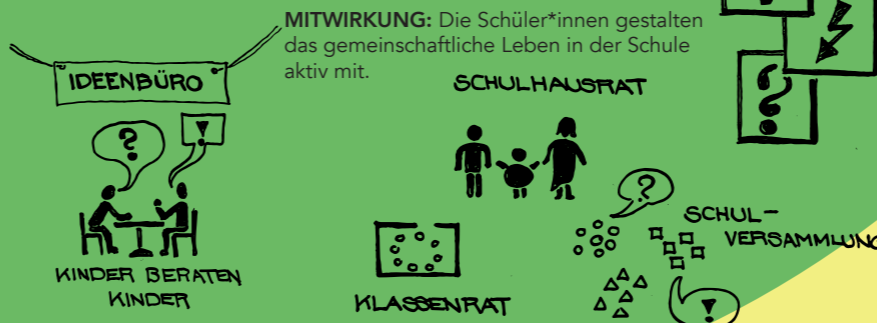 MITWIRKUNG: Die Schüler*innen gestalten
das gemeinschaftliche Leben in der Schule
aktiv mit.
IDEENBÜRO
SCHULHAUSRAT
?
!
?
?
SCHUL-
VERSAMMLUNG
KINDER BERATEN
KINDER
KLASSENRAT
!